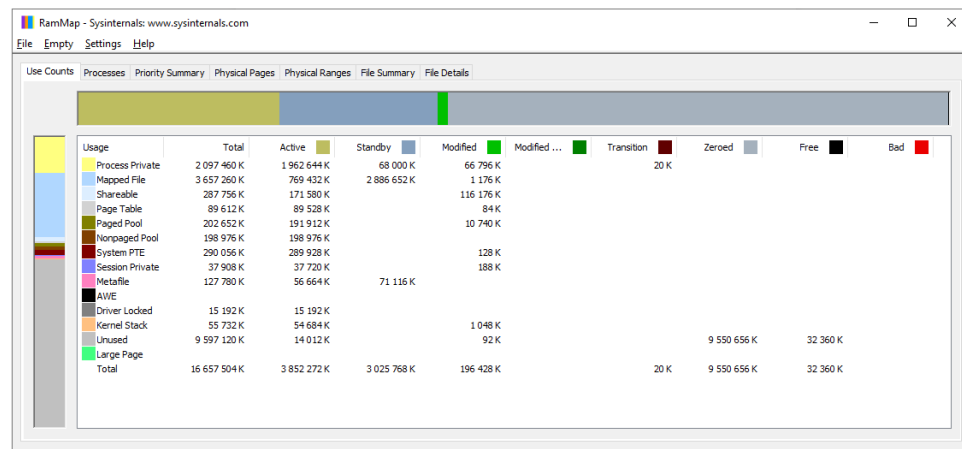 RamMap - Sysinternals: www.sysinternals.com
File Empty Settings Help
Use Counts Processes Priority Summary Physical Pages Physical Ranges File Summary File Details
Usage Total Active Standby Modified Modified ... Transition Zeroed Free Bad
Process Private 2 097 460 K 1 962 644 K 68 000 K 66 796 K 20 K
Mapped File 3 657 260 K 769 432 K 2 886 652 K 1 176 K
Shareable 287 756 K 171 580 K 116 176 K
Page Table 89 612 K 89 528 K 84 K
Paged Pool 202 652 K 191 912 K 10 740 K
Nonpaged Pool 198 976 K 198 976 K
System PTE 290 056 K 289 928 K 128 K
Session Private 37 908 K 37 720 K 188 K
Metafile 127 780 K 56 664 K 71 116 K
AWE
Driver Locked 15 192 K 15 192 K
Kernel Stack 55 732 K 54 684 K 1 048 K
Unused 9 597 120 K 14 012 K 92 K 9 550 656 K 32 360 K
Large Page
Total 16 657 504 K 3 852 272 K 3 025 768 K 196 428 K 20 K 9 550 656 K 32 360 K